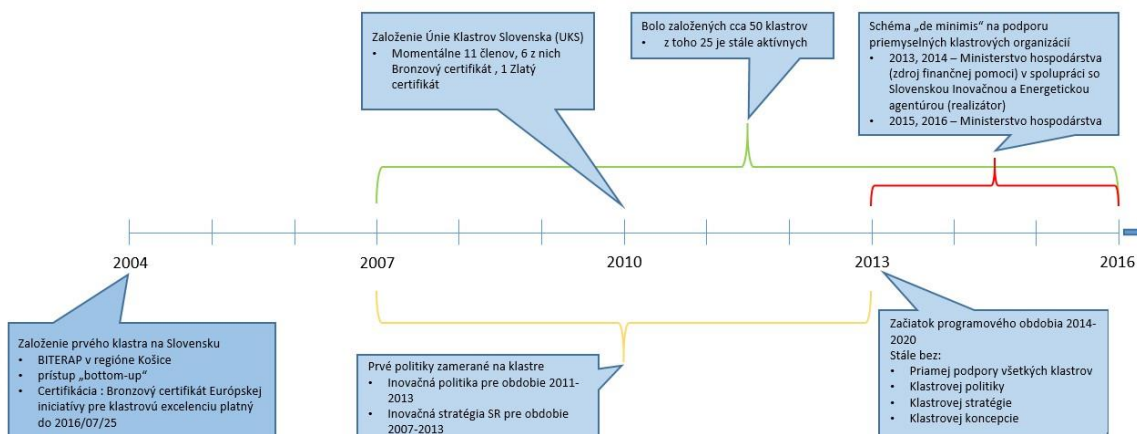 Založenie Únie Klastrov Slovenska (UKS)
• Momentálne 11 členov, 6 z nich
Bronzový certifikát , 1 Zlatý
certifikát
Bolo založených cca 50 klastrov
• z toho 25 je stále aktívnych
Schéma „de minimis" na podporu
priemyselných klastrových organizácií
• 2013, 2014 – Ministerstvo hospodárstva
(zdroj finančnej pomoci) v spolupráci so
Slovenskou Inovačnou a Energetickou
agentúrou (realizátor)
• 2015, 2016 – Ministerstvo hospodárstva
2004
2007
2010
2013
2016
Založenie prvého klastra na Slovensku
• BITERAP v regióne Košice
• prístup „bottom-up"
• Certifikácia : Bronzový certifikát Európskej
iniciatívy pre klastrovú excelenciu platný
do 2016/07/25
Prvé politiky zamerané na klastre
• Inovačná politika pre obdobie 2011-
2013
• Inovačná stratégia SR pre obdobie
2007-2013
Začiatok programového obdobia 2014-
2020
Stále bez:
• Priamej podpory všetkých klastrov
• Klastrovej politiky
• Klastrovej stratégie
• Klastrovej koncepcie